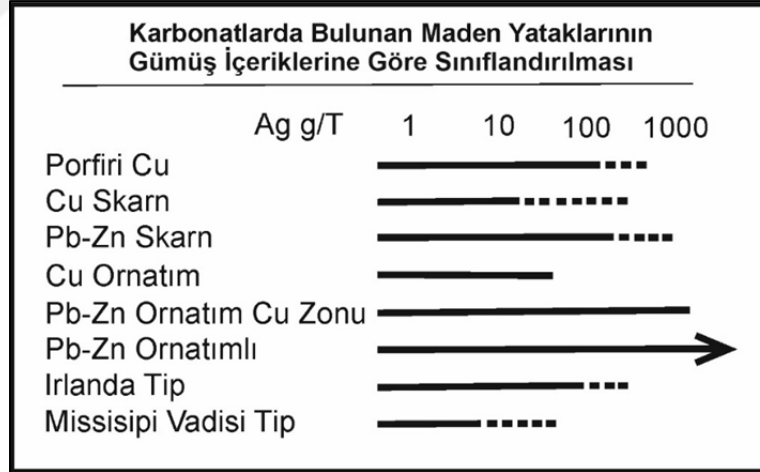 Karbonatlarda Bulunan Maden Yataklarının
Gümüş İçeriklerine Göre Sınıflandırılması
Ag g/T 1 10 100 1000
Porfiri Cu
Cu Skarn
Pb-Zn Skarn
Cu Ornatım
Pb-Zn Ornatım Cu Zonu
Pb-Zn Ornatımlı
Irlanda Tip
Missisipi Vadisi Tip